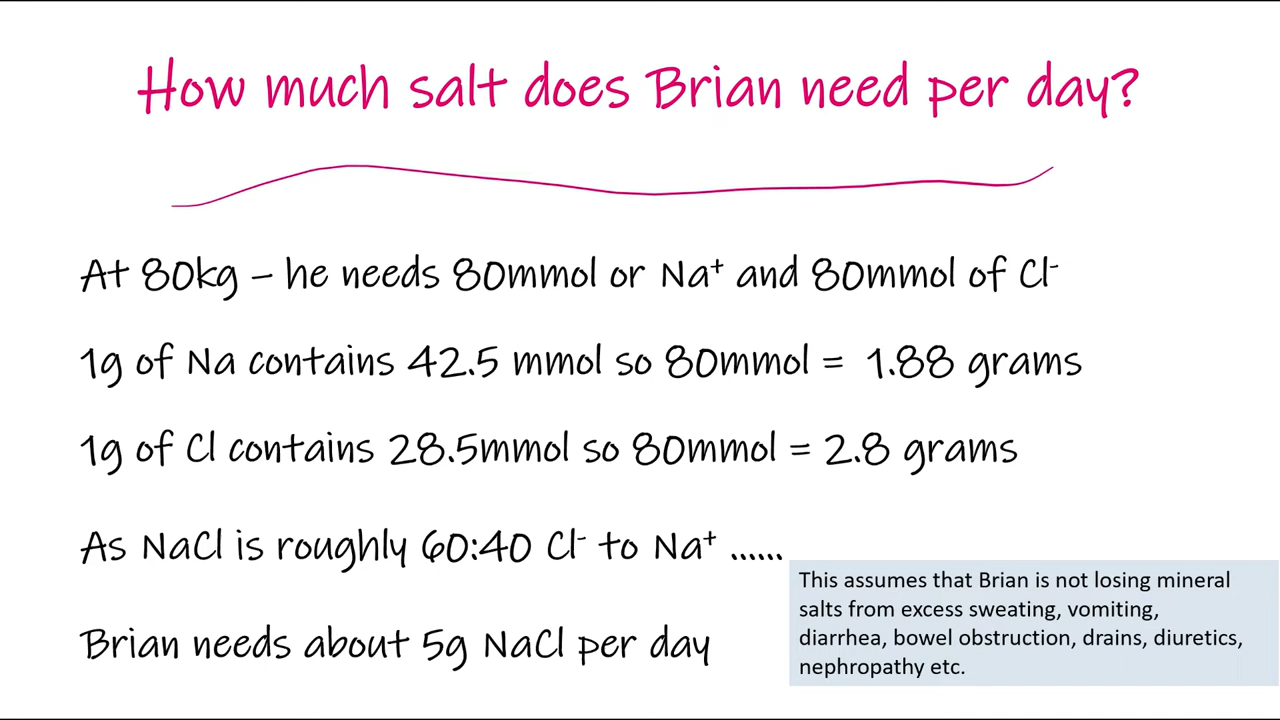 How much salt does Brian need per day?
At 80kg – he needs 80mmol or Na⁺ and 80mmol of Cl⁻
1g of Na contains 42.5 mmol so 80mmol = 1.88 grams
1g of Cl contains 28.5mmol so 80mmol = 2.8 grams
As NaCl is roughly 60:40 Cl⁻ to Na⁺ ......
Brian needs about 5g NaCl per day
This assumes that Brian is not losing mineral
salts from excess sweating, vomiting,
diarrhea, bowel obstruction, drains, diuretics,
nephropathy etc.